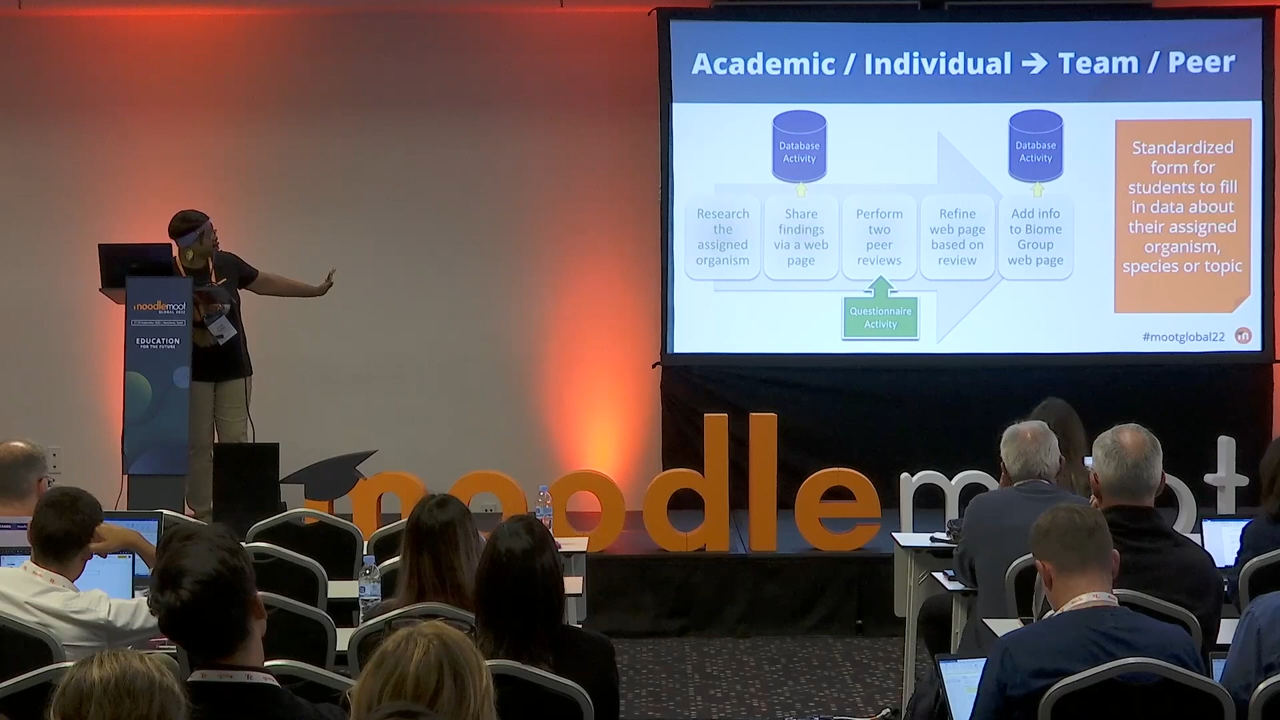 Academic / Individual → Team / Peer
Database
Activity
Database
Activity
Research
the
assigned
organism
Share
findings
via a web
page
Perform
two
peer
reviews
Refine
web page
based on
review
Add info
to Biome
Group
web page
Questionnaire
Activity
Standardized
form for
students to fill
in data about
their assigned
organism,
species or topic
#mootglobal22
moodlemoot
GLOBAL 2022
EDUCATION
FOR THE FUTURE
moodle